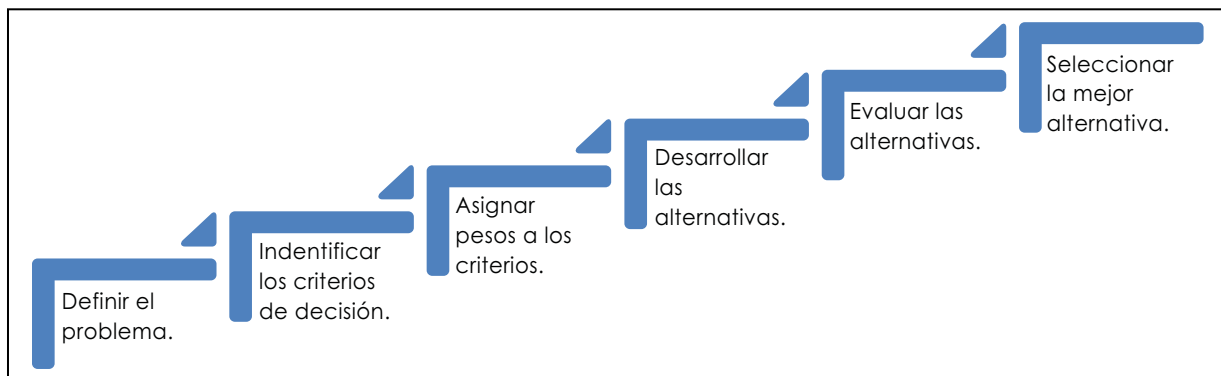 Definir el
problema.
Indentificar
los criterios
de decisión.
Asignar
pesos a los
criterios.
Desarrollar
las
alternativas.
Evaluar las
alternativas.
Seleccionar
la mejor
alternativa.